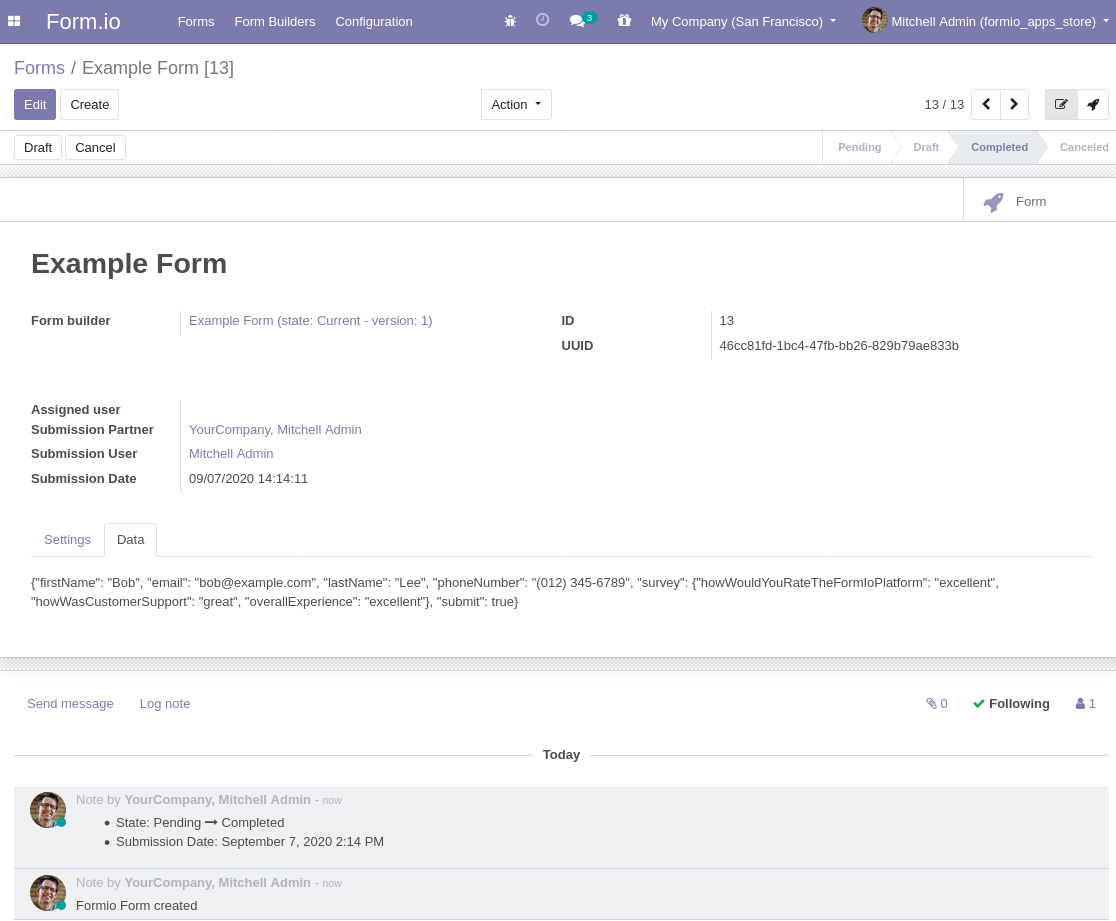 Form.io Forms Form Builders Configuration 3 My Company (San Francisco) Mitchell Admin (formio_apps_store)
Forms / Example Form [13]
Edit Create Action 13 / 13
Draft Cancel Pending Draft Completed Canceled
Form
Example Form
Form builder Example Form (state: Current - version: 1) ID 13
UUID 46cc81fd-1bc4-47fb-bb26-829b79ae833b
Assigned user
Submission Partner YourCompany, Mitchell Admin
Submission User Mitchell Admin
Submission Date 09/07/2020 14:14:11
Settings Data
{"firstName": "Bob", "email": "bob@example.com", "lastName": "Lee", "phoneNumber": "(012) 345-6789", "survey": {"howWouldYouRateTheFormIoPlatform": "excellent",
"howWasCustomerSupport": "great", "overallExperience": "excellent"}, "submit": true}
Send message Log note 0 Following 1
Today
Note by YourCompany, Mitchell Admin - now
• State: Pending → Completed
• Submission Date: September 7, 2020 2:14 PM
Note by YourCompany, Mitchell Admin - now
Formio Form created